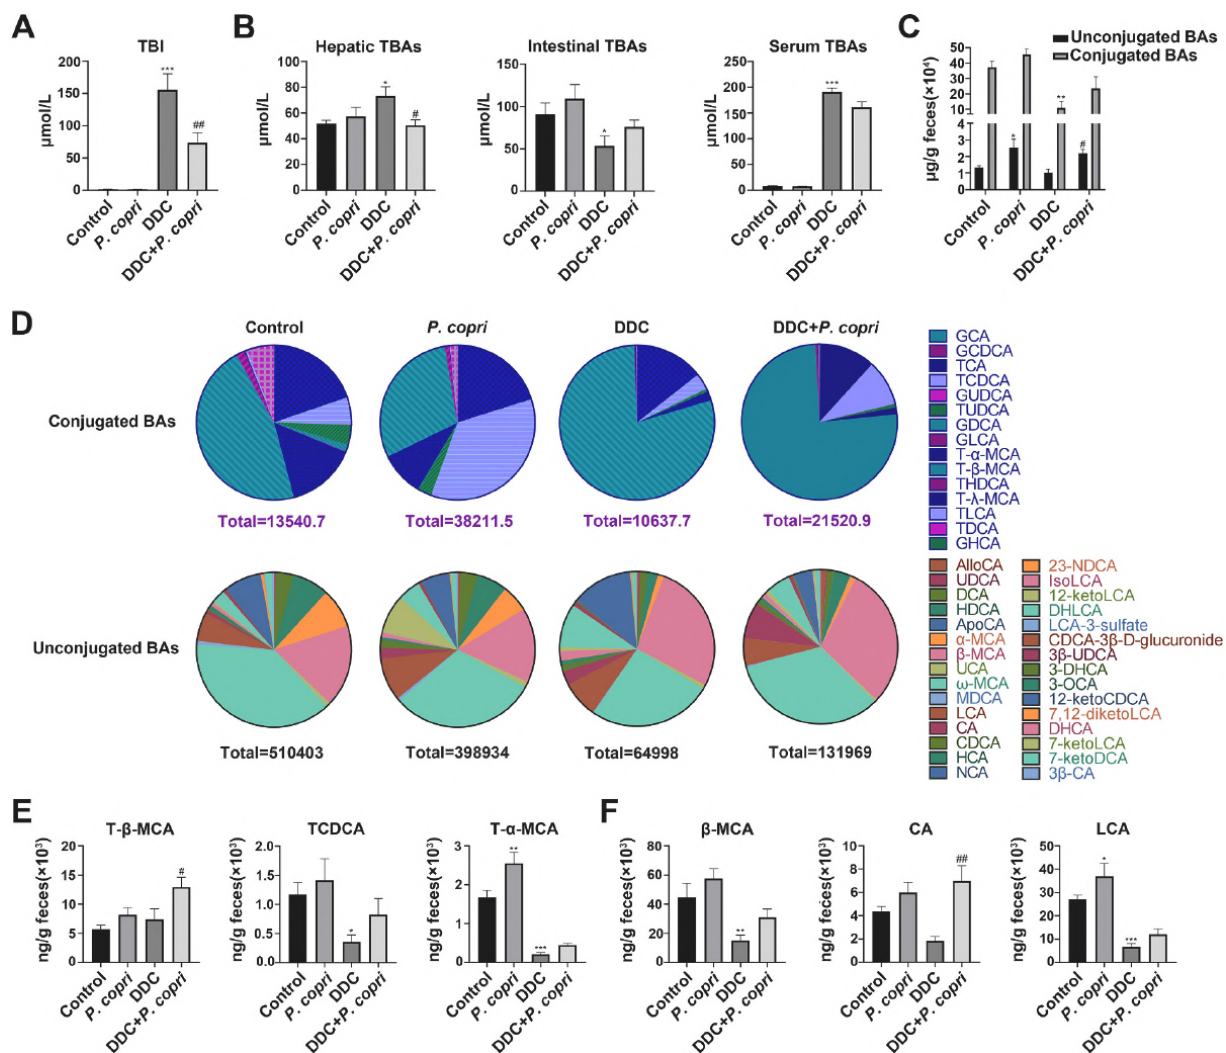 A
TBI
μmol/L
200
150
100
50
0
Control
P. copri
DDC
DDC+P. copri
***
##
B
Hepatic TBAs
μmol/L
100
80
60
40
20
0
Control
P. copri
DDC
DDC+P. copri
*
#
Intestinal TBAs
μmol/L
150
100
50
0
Control
P. copri
DDC
DDC+P. copri
*
Serum TBAs
μmol/L
250
200
150
100
50
0
Control
P. copri
DDC
DDC+P. copri
***
C
Unconjugated BAs
Conjugated BAs
μg/g feces(×10⁴)
50
40
30
20
10
4
3
2
1
0
*
**
#
Control
P. copri
DDC
DDC+P. copri
D
Control
P. copri
DDC
DDC+P. copri
Conjugated BAs
Total=13540.7
Total=38211.5
Total=10637.7
Total=21520.9
Unconjugated BAs
Total=510403
Total=398934
Total=64998
Total=131969
GCA
GCDCA
TCA
TCDCA
GUDCA
TUDCA
GDCA
GLCA
T-α-MCA
T-β-MCA
THDCA
T-λ-MCA
TLCA
TDCA
GHCA
AlloCA
UDCA
DCA
HDCA
ApoCA
α-MCA
β-MCA
UCA
ω-MCA
MDCA
LCA
CA
CDCA
HCA
NCA
23-NDCA
IsoLCA
12-ketoLCA
DHLCA
LCA-3-sulfate
CDCA-3β-D-glucuronide
3β-UDCA
3-DHCA
3-OCA
12-ketoCDCA
7,12-diketoLCA
DHCA
7-ketoLCA
7-ketoDCA
3β-CA
E
T-β-MCA
ng/g feces(×10³)
20
15
10
5
0
#
Control
P. copri
DDC
DDC+P. copri
TCDCA
ng/g feces(×10³)
2.0
1.5
1.0
0.5
0.0
*
Control
P. copri
DDC
DDC+P. copri
T-α-MCA
ng/g feces(×10³)
3
2
1
0
**
***
Control
P. copri
DDC
DDC+P. copri
F
β-MCA
ng/g feces(×10³)
80
60
40
20
0
**
Control
P. copri
DDC
DDC+P. copri
CA
ng/g feces(×10³)
10
8
6
4
2
0
##
Control
P. copri
DDC
DDC+P. copri
LCA
ng/g feces(×10³)
50
40
30
20
10
0
*
***
Control
P. copri
DDC
DDC+P. copri